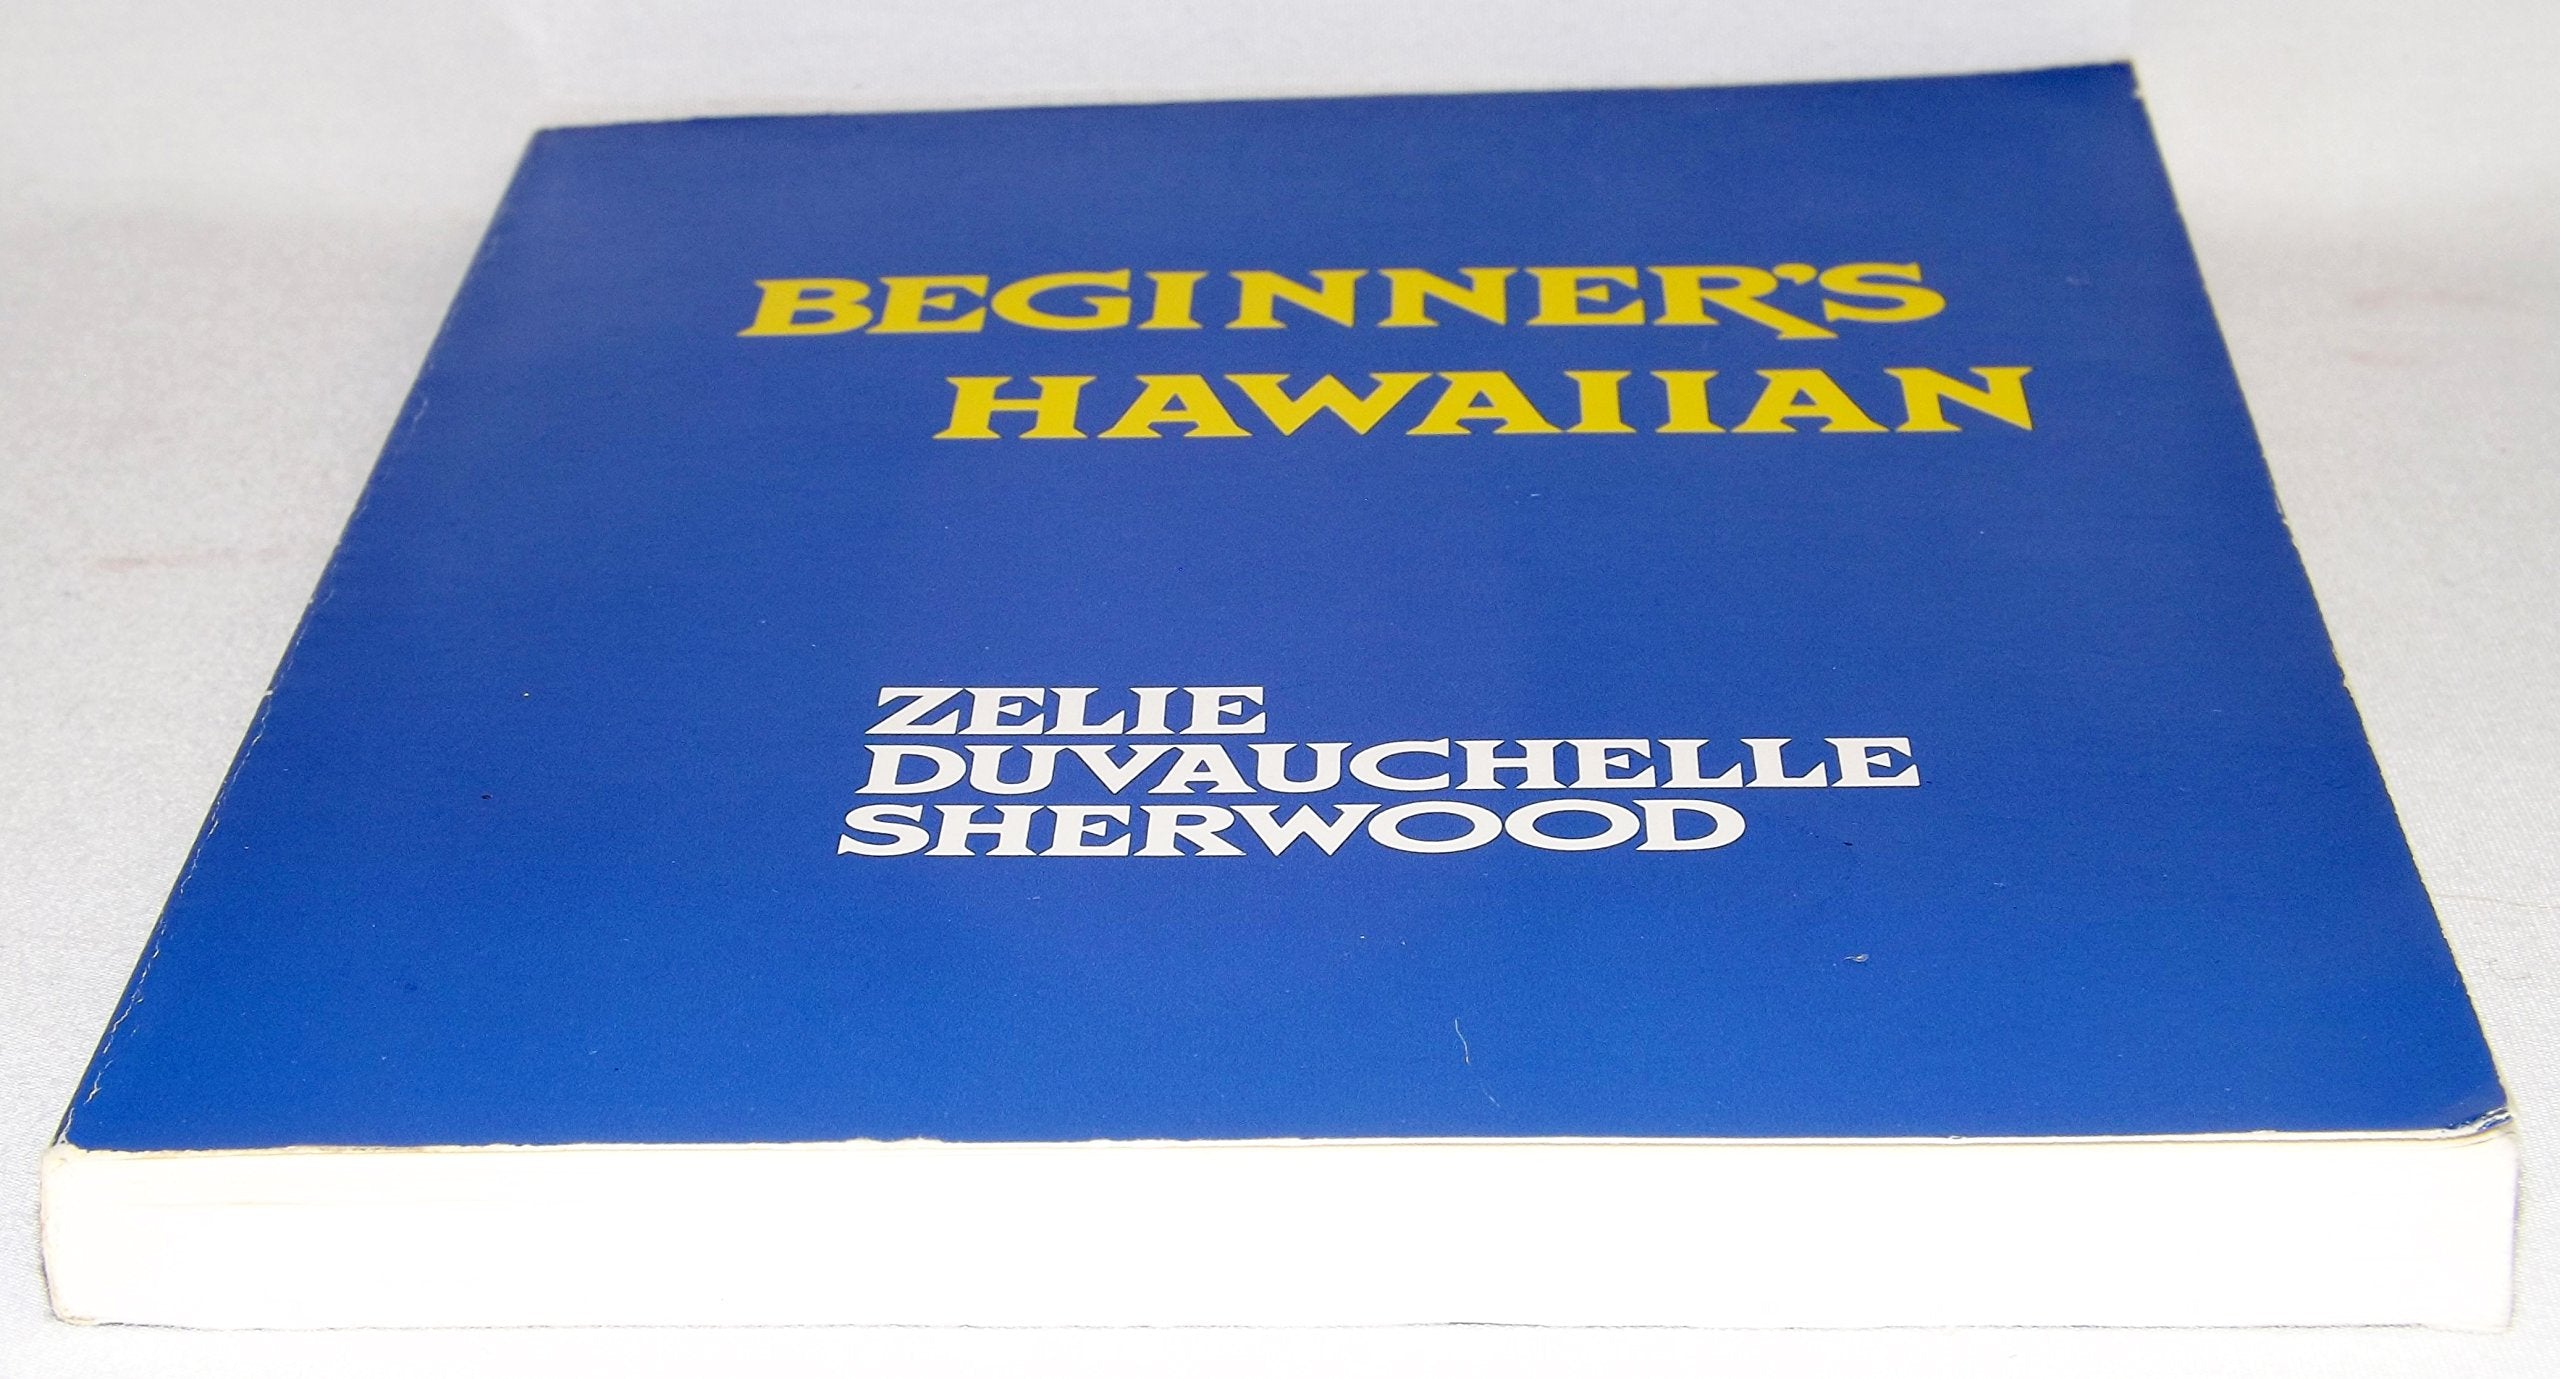 BEGINNER'S
HAWAIIAN
ZELIE
DUVAUCHELLE
SHERWOOD